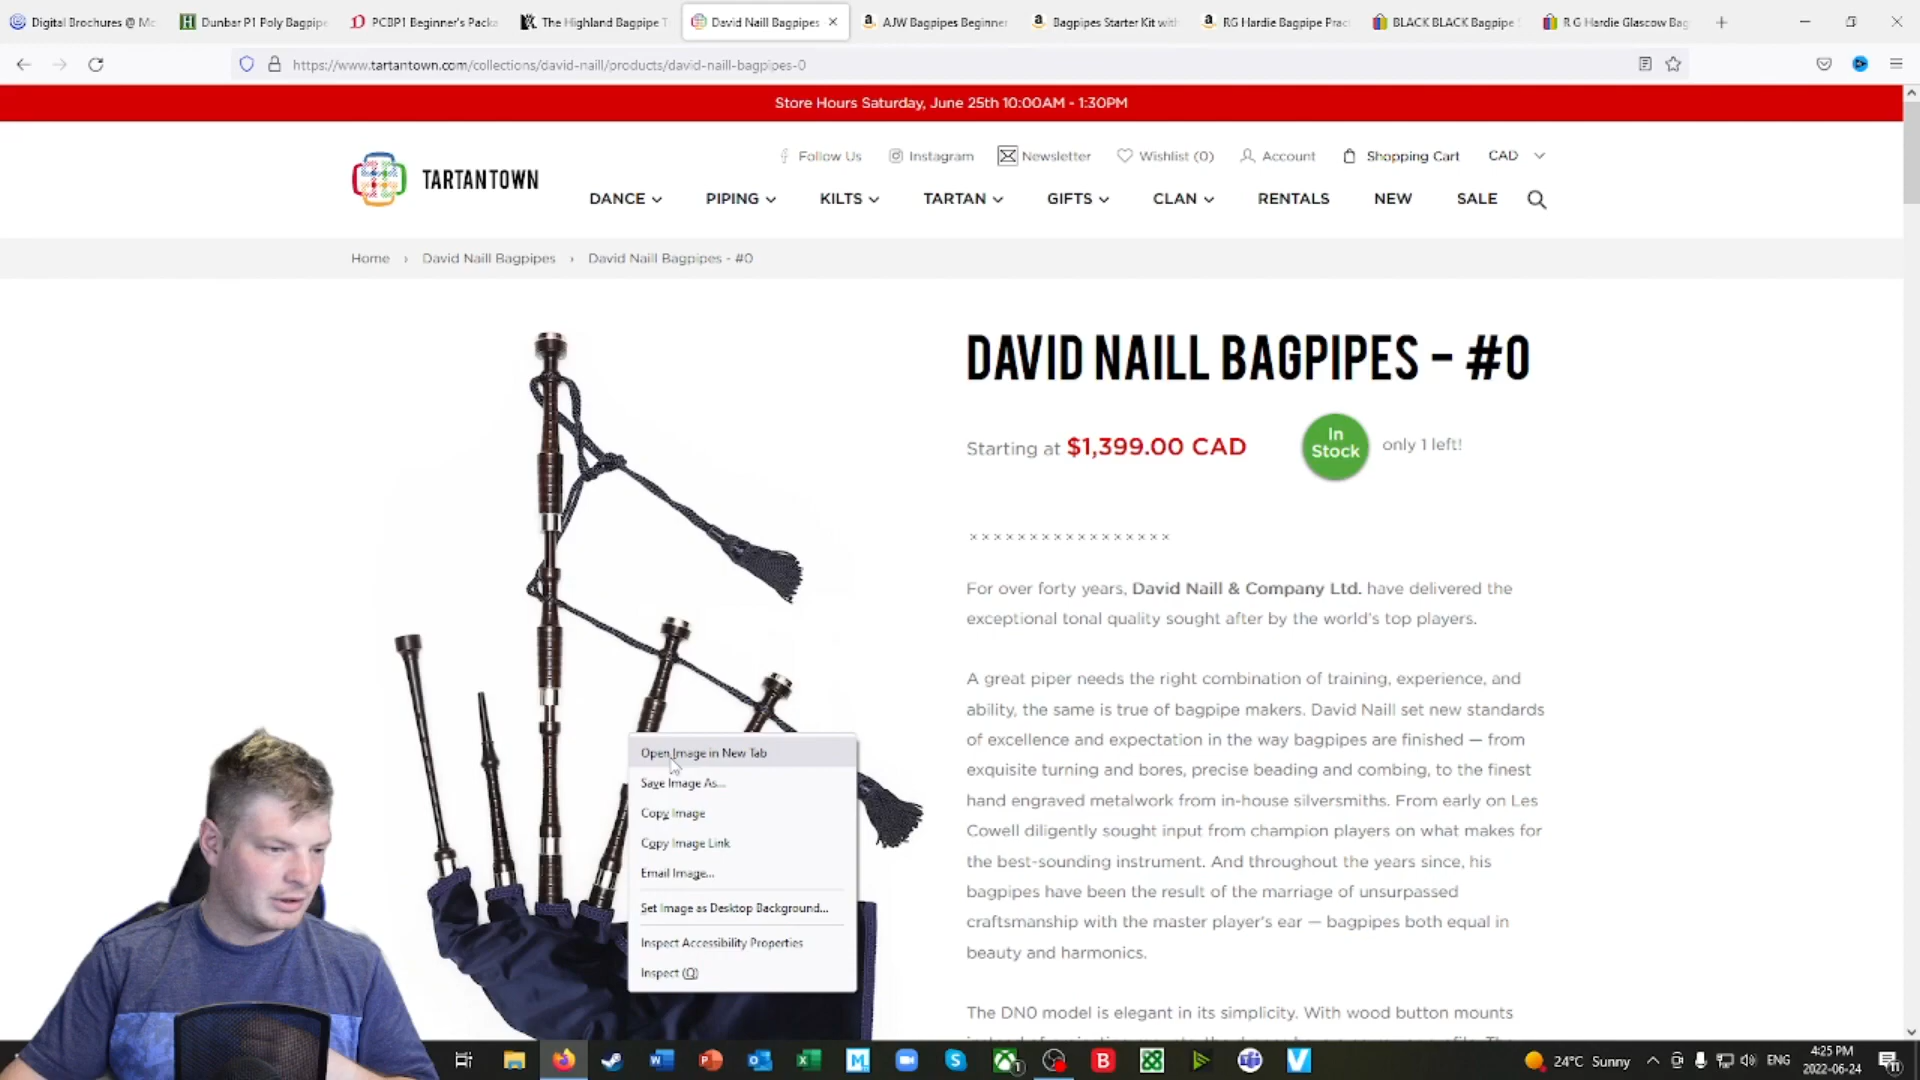 Digital Brochures @ Mc
Dunbar P1 Poly Bagpipe
PCBP1 Beginner's Packa
The Highland Bagpipe T
David Naill Bagpipes
AJW Bagpipes Beginner
Bagpipes Starter Kit with
RG Hardie Bagpipe Prac
BLACK BLACK Bagpipe
R G Hardie Glascow Bag
https://www.tartantown.com/collections/david-naill/products/david-naill-bagpipes-0
Store Hours Saturday, June 25th 10:00AM - 1:30PM
TARTANTOWN
Follow Us Instagram Newsletter Wishlist (0) Account Shopping Cart CAD
DANCE PIPING KILTS TARTAN GIFTS CLAN RENTALS NEW SALE
Home › David Naill Bagpipes › David Naill Bagpipes - #0
DAVID NAILL BAGPIPES - #0
Starting at $1,399.00 CAD
In
Stock
only 1 left!
×××××××××××××××××
For over forty years, David Naill & Company Ltd. have delivered the
exceptional tonal quality sought after by the world's top players.
A great piper needs the right combination of training, experience, and
ability, the same is true of bagpipe makers. David Naill set new standards
of excellence and expectation in the way bagpipes are finished — from
exquisite turning and bores, precise beading and combing, to the finest
hand engraved metalwork from in-house silversmiths. From early on Les
Cowell diligently sought input from champion players on what makes for
the best-sounding instrument. And throughout the years since, his
bagpipes have been the result of the marriage of unsurpassed
craftsmanship with the master player's ear — bagpipes both equal in
beauty and harmonics.
The DN0 model is elegant in its simplicity. With wood button mounts
Open Image in New Tab
Save Image As...
Copy Image
Copy Image Link
Email Image...
Set Image as Desktop Background...
Inspect Accessibility Properties
Inspect (Q)
24°C Sunny
ENG
4:25 PM
2022-06-24
11